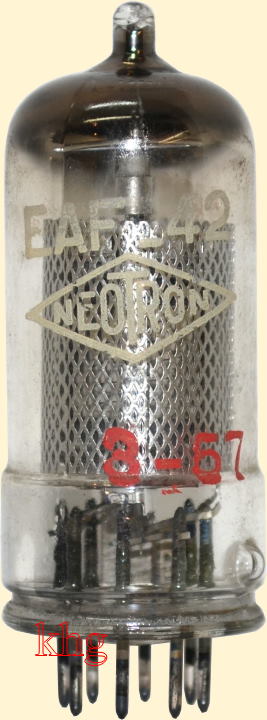 EAF 42
NEOTRON
8-67
khg